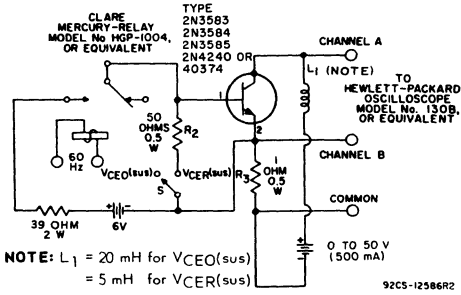 CLARE
MERCURY-RELAY
MODEL No HGP-1004,
OR EQUIVALENT
TYPE
2N3583
2N3584
2N3585
2N4240 OR
40374
CHANNEL A
L1 (NOTE)
TO
HEWLETT-PACKARD
OSCILLOSCOPE
MODEL No. 130B,
OR EQUIVALENT
1
2
50
OHMS
0.5
W
R2
60
Hz
VCEO(sus)
VCER(sus)
S
R3
1
OHM
0.5
W
CHANNEL B
COMMON
39 OHM
2 W
+ -
6V
+
-
0 TO 50 V
(500 mA)
NOTE: L1 = 20 mH for VCEO(sus)
= 5 mH for VCER(sus)
92CS-12586R2